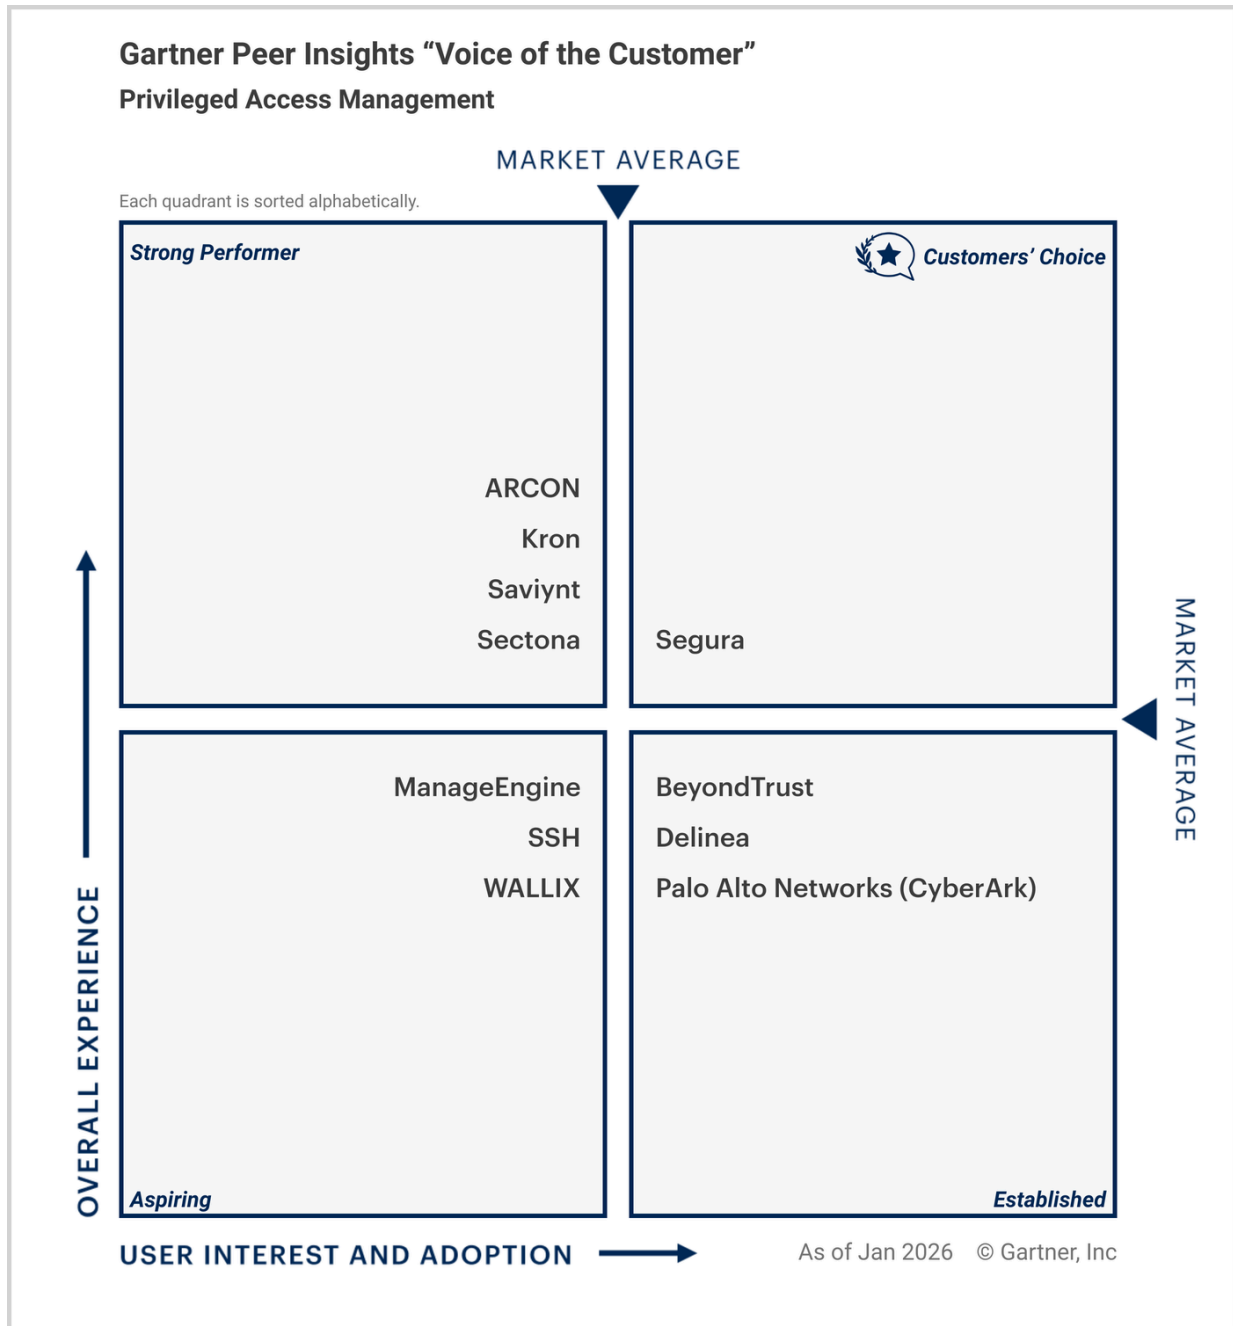 Gartner Peer Insights “Voice of the Customer”
Privileged Access Management
MARKET AVERAGE
Each quadrant is sorted alphabetically.
Strong Performer
Customers’ Choice
ARCON
Kron
Saviynt
Sectona
Segura
MARKET AVERAGE
ManageEngine
SSH
WALLIX
BeyondTrust
Delinea
Palo Alto Networks (CyberArk)
OVERALL EXPERIENCE
Aspiring
Established
USER INTEREST AND ADOPTION
As of Jan 2026 © Gartner, Inc